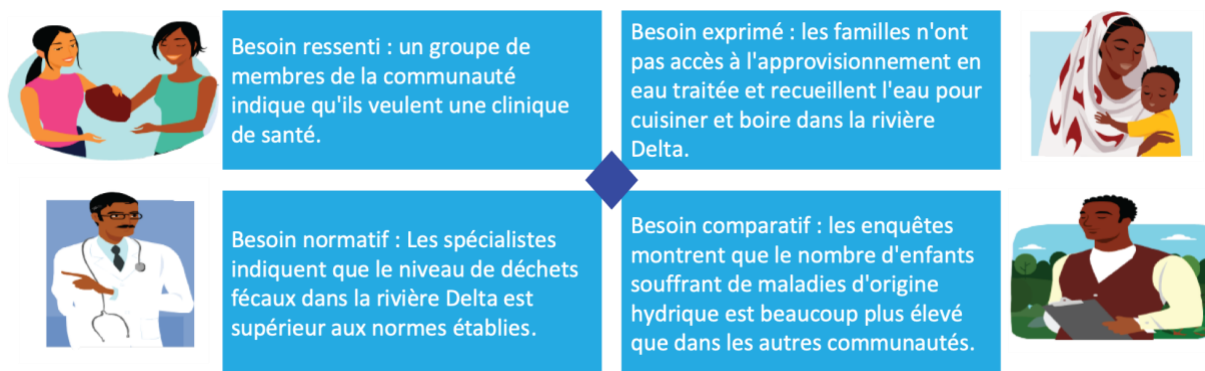 Besoin ressenti : un groupe de
membres de la communauté
indique qu'ils veulent une clinique
de santé.
Besoin exprimé : les familles n'ont
pas accès à l'approvisionnement en
eau traitée et recueillent l'eau pour
cuisiner et boire dans la rivière
Delta.
Besoin normatif : Les spécialistes
indiquent que le niveau de déchets
fécaux dans la rivière Delta est
supérieur aux normes établies.
Besoin comparatif : les enquêtes
montrent que le nombre d'enfants
souffrant de maladies d'origine
hydrique est beaucoup plus élevé
que dans les autres communautés.